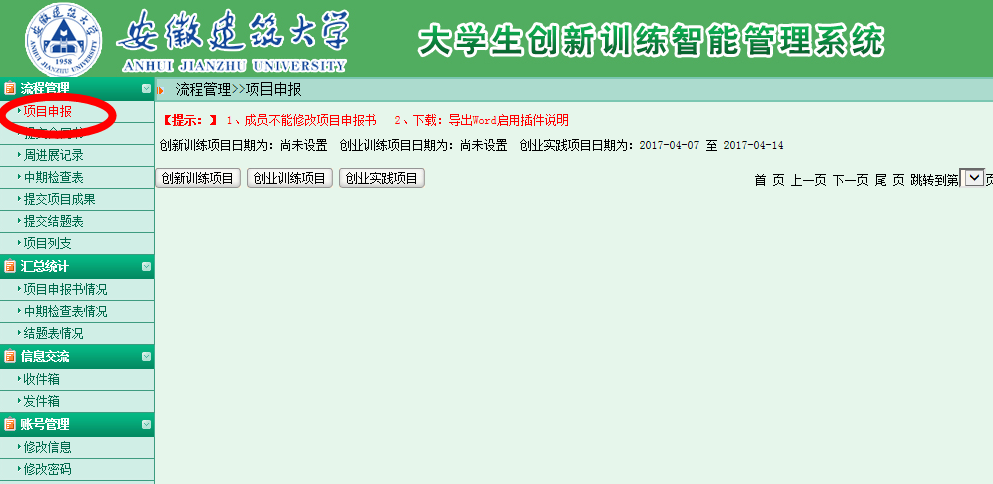 安徽建筑大学
ANHUI JIANZHU UNIVERSITY
1958
大学生创新训练智能管理系统
流程管理
项目申报
提交合同书
周进展记录
中期检查表
提交项目成果
提交结题表
项目列支
汇总统计
项目申报书情况
中期检查表情况
结题表情况
信息交流
收件箱
发件箱
账号管理
修改信息
修改密码
流程管理>>项目申报
【提示：】 1、成员不能修改项目申报书 2、下载：导出Word启用插件说明
创新训练项目日期为：尚未设置 创业训练项目日期为：尚未设置 创业实践项目日期为：2017-04-07 至 2017-04-14
创新训练项目 创业训练项目 创业实践项目
首 页 上一页 下一页 尾 页 跳转到第 页